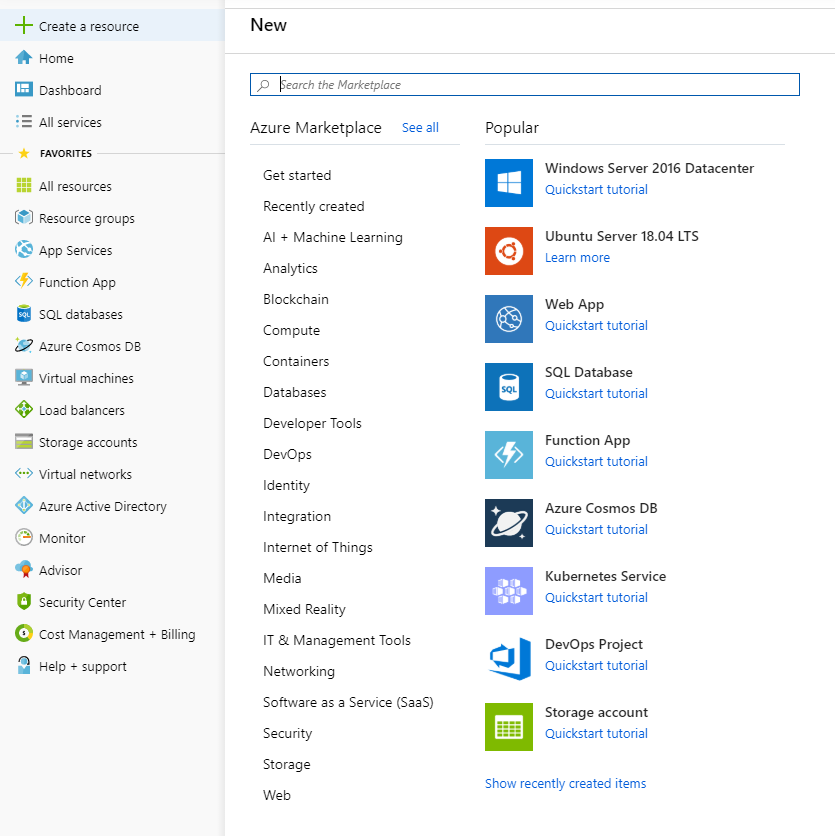 Create a resource
Home
Dashboard
All services
FAVORITES
All resources
Resource groups
App Services
Function App
SQL databases
Azure Cosmos DB
Virtual machines
Load balancers
Storage accounts
Virtual networks
Azure Active Directory
Monitor
Advisor
Security Center
Cost Management + Billing
Help + support
New
Search the Marketplace
Azure Marketplace See all
Get started
Recently created
AI + Machine Learning
Analytics
Blockchain
Compute
Containers
Databases
Developer Tools
DevOps
Identity
Integration
Internet of Things
Media
Mixed Reality
IT & Management Tools
Networking
Software as a Service (SaaS)
Security
Storage
Web
Popular
Windows Server 2016 Datacenter
Quickstart tutorial
Ubuntu Server 18.04 LTS
Learn more
Web App
Quickstart tutorial
SQL
SQL Database
Quickstart tutorial
Function App
Quickstart tutorial
Azure Cosmos DB
Quickstart tutorial
Kubernetes Service
Quickstart tutorial
DevOps Project
Quickstart tutorial
Storage account
Quickstart tutorial
Show recently created items